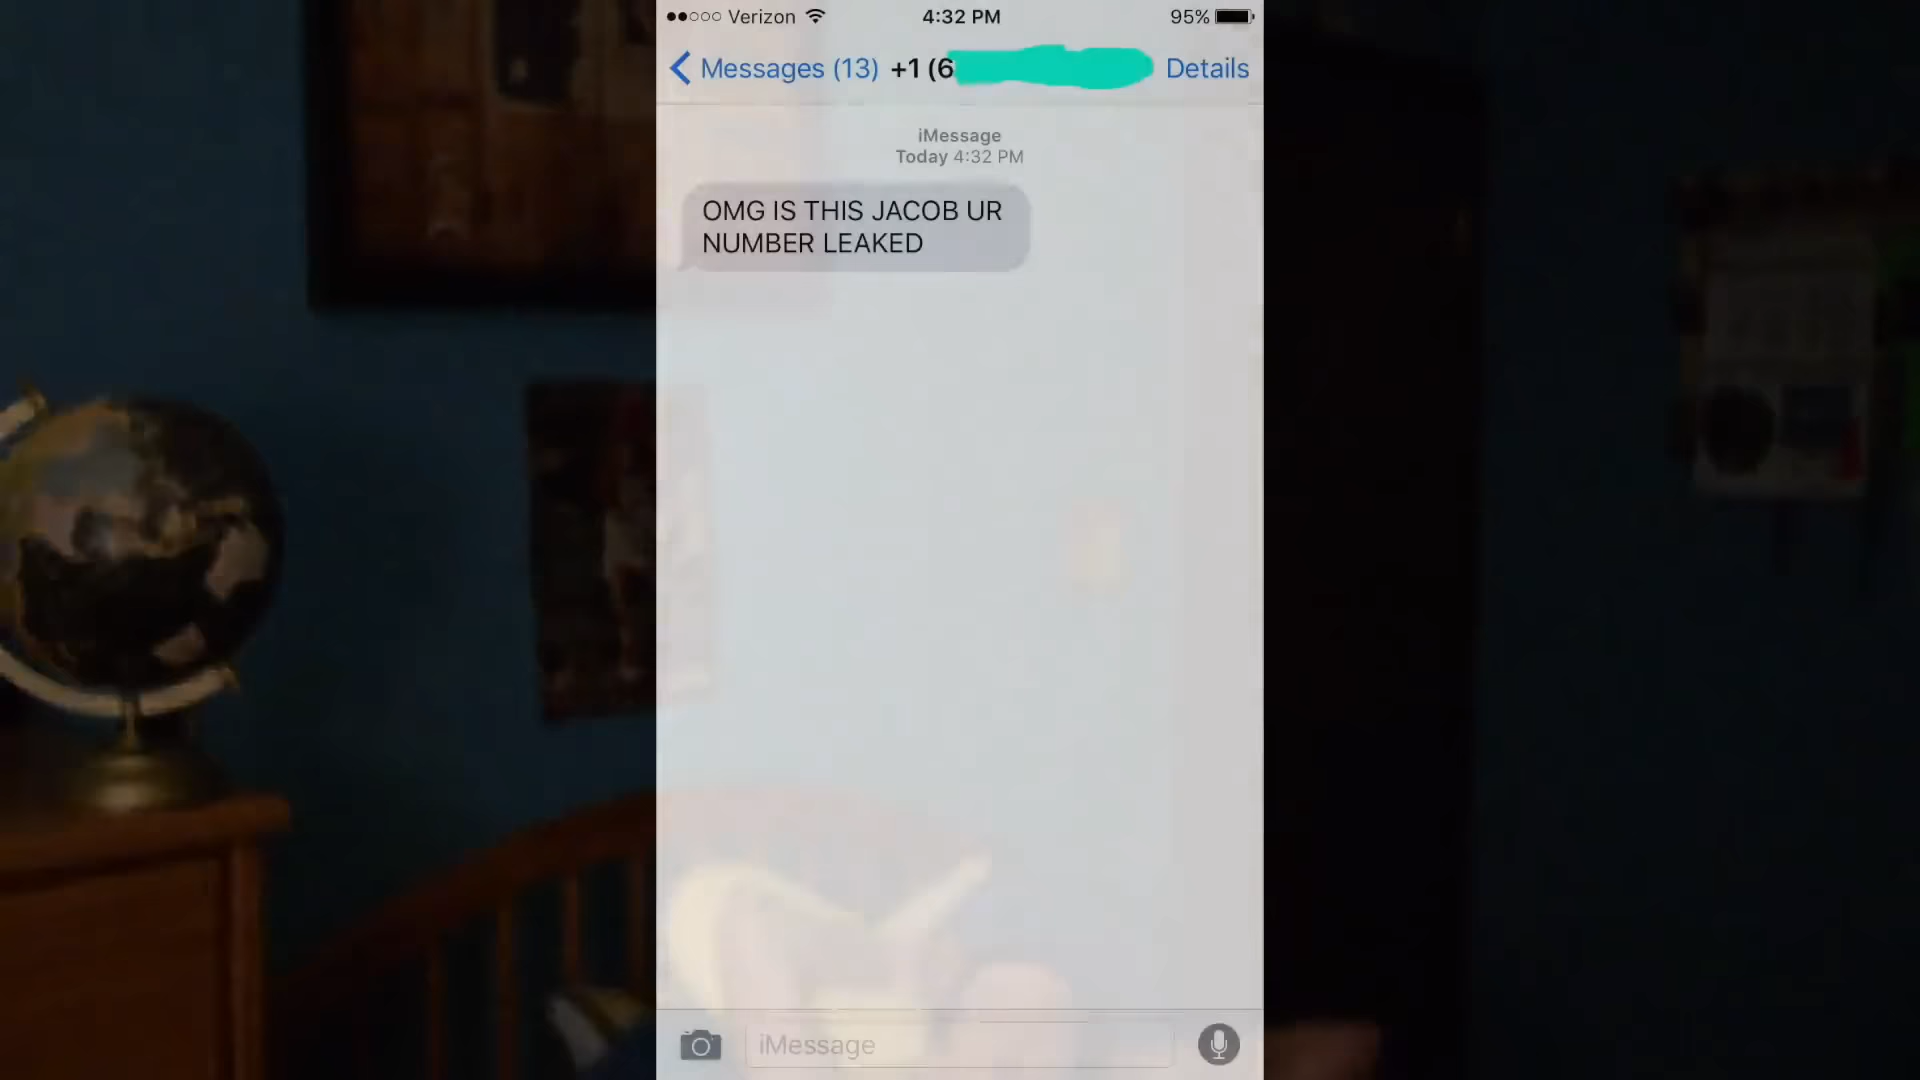 Verizon 4:32 PM 95%
Messages (13) +1 (6 Details
iMessage
Today 4:32 PM
OMG IS THIS JACOB UR
NUMBER LEAKED
iMessage